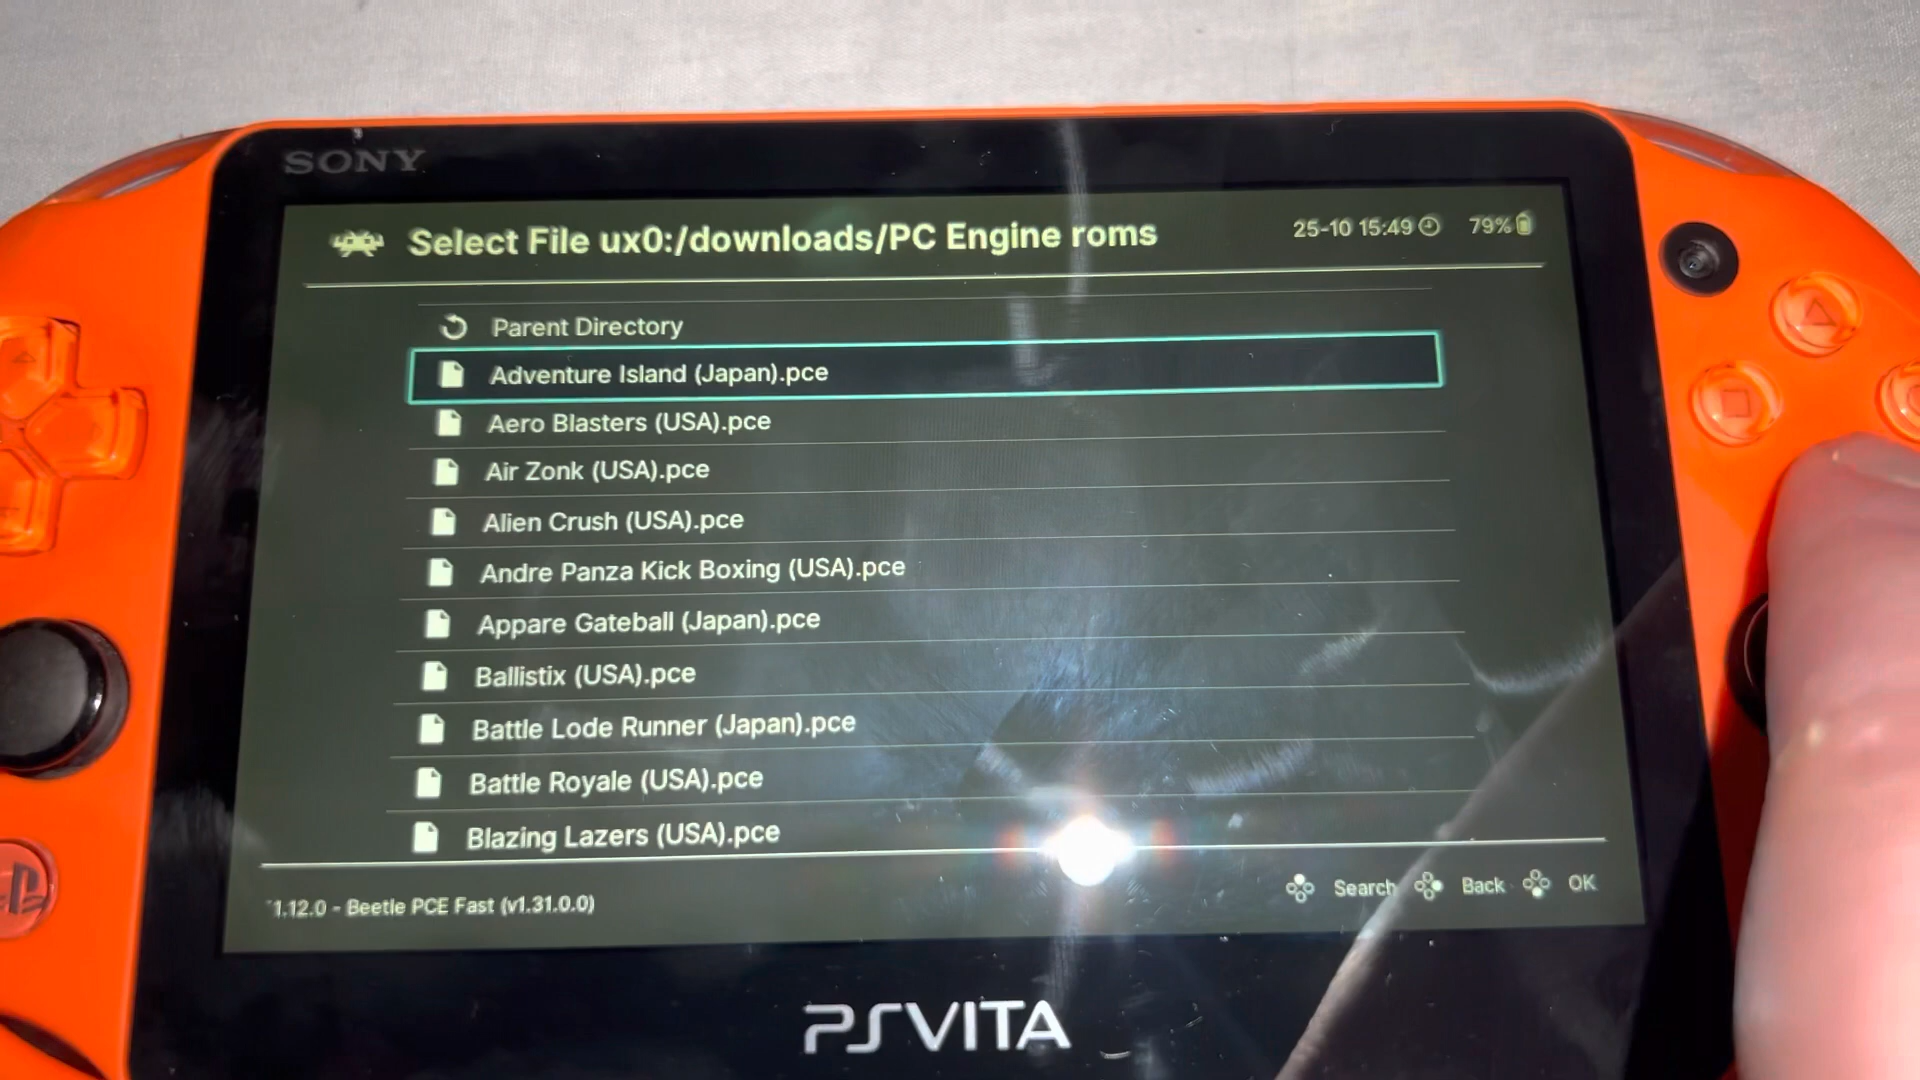 SONY
Select File ux0:/downloads/PC Engine roms
25-10 15:49 79%
Parent Directory
Adventure Island (Japan).pce
Aero Blasters (USA).pce
Air Zonk (USA).pce
Alien Crush (USA).pce
Andre Panza Kick Boxing (USA).pce
Appare Gateball (Japan).pce
Ballistix (USA).pce
Battle Lode Runner (Japan).pce
Battle Royale (USA).pce
Blazing Lazers (USA).pce
1.12.0 - Beetle PCE Fast (v1.31.0.0)
Search Back OK
PSVITA